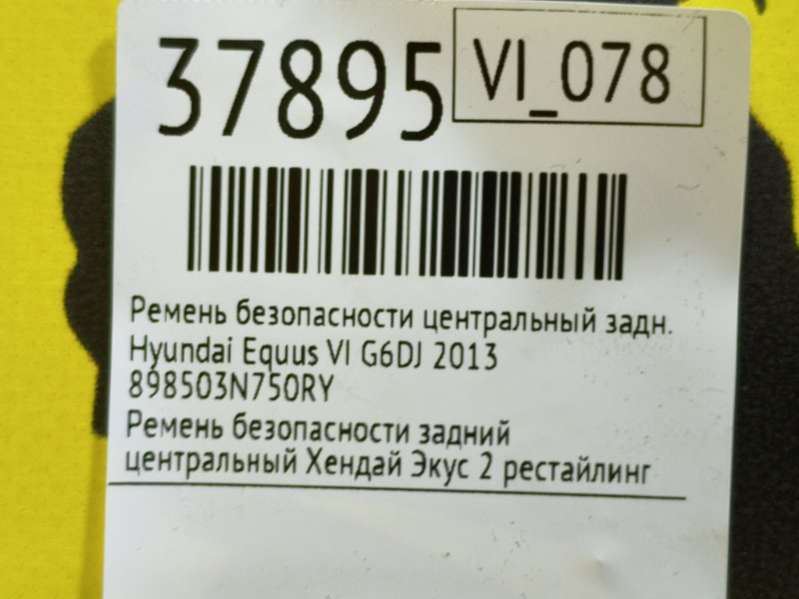 37895
VI_078
Ремень безопасности центральный задн.
Hyundai Equus VI G6DJ 2013
898503N750RY
Ремень безопасности задний
центральный Хендай Экус 2 рестайлинг